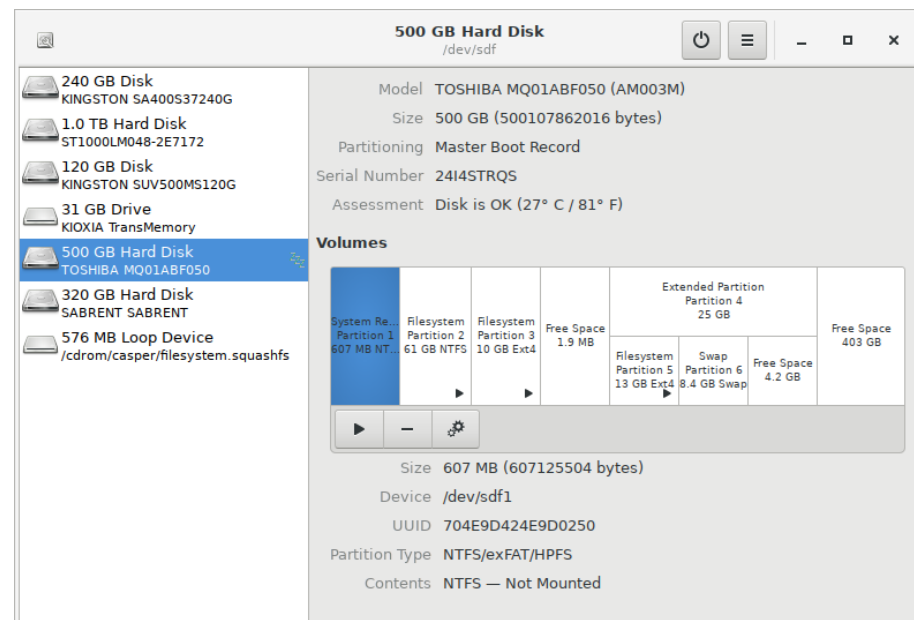 500 GB Hard Disk
/dev/sdf
240 GB Disk
KINGSTON SA400S37240G
1.0 TB Hard Disk
ST1000LM048-2E7172
120 GB Disk
KINGSTON SUV500MS120G
31 GB Drive
KIOXIA TransMemory
500 GB Hard Disk
TOSHIBA MQ01ABF050
320 GB Hard Disk
SABRENT SABRENT
576 MB Loop Device
/cdrom/casper/filesystem.squashfs
Model TOSHIBA MQ01ABF050 (AM003M)
Size 500 GB (500107862016 bytes)
Partitioning Master Boot Record
Serial Number 24I4STRQS
Assessment Disk is OK (27° C / 81° F)
Volumes
System Re...
Partition 1
607 MB NT...
Filesystem
Partition 2
61 GB NTFS
Filesystem
Partition 3
10 GB Ext4
Free Space
1.9 MB
Extended Partition
Partition 4
25 GB
Filesystem
Partition 5
13 GB Ext4
Swap
Partition 6
8.4 GB Swap
Free Space
4.2 GB
Free Space
403 GB
Size 607 MB (607125504 bytes)
Device /dev/sdf1
UUID 704E9D424E9D0250
Partition Type NTFS/exFAT/HPFS
Contents NTFS — Not Mounted